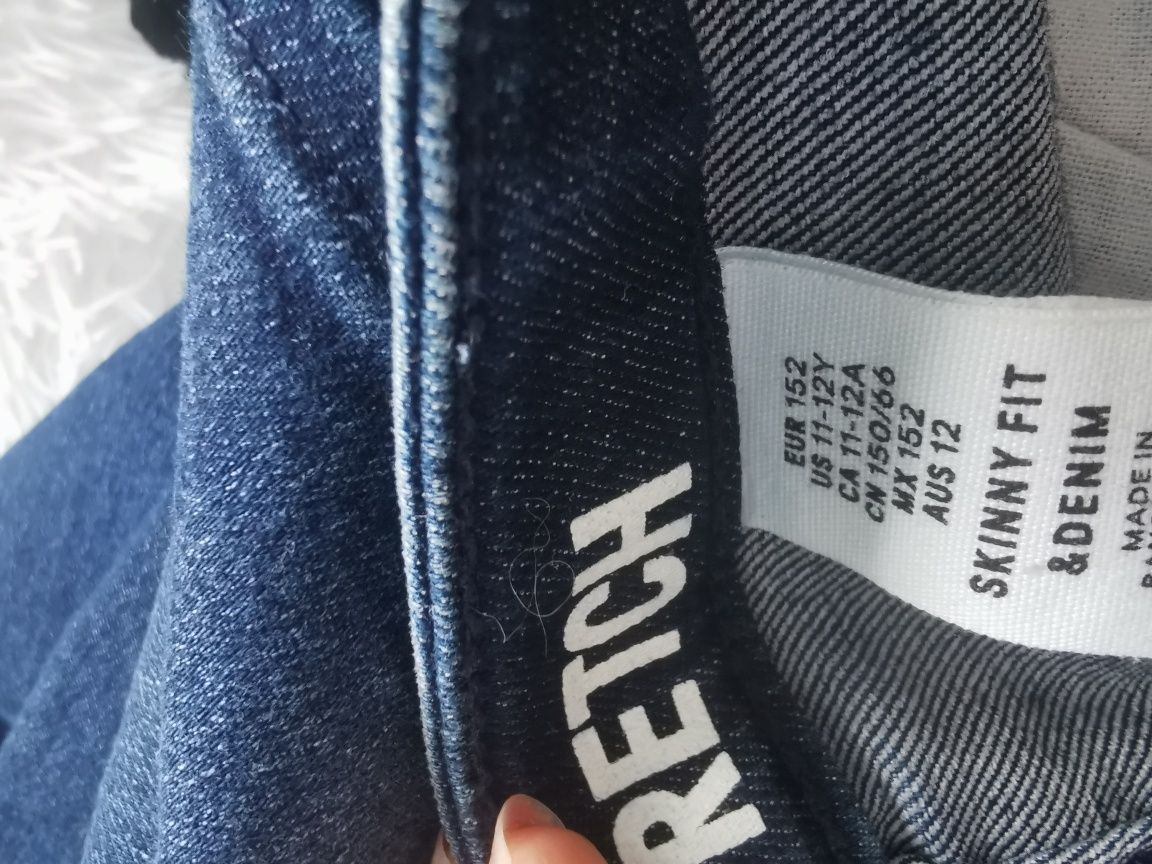 EUR 152
US 11-12Y
CA 11-12A
CN 150/66
MX 152
AUS 12
SKINNY FIT
&DENIM
MADE IN
RETCH